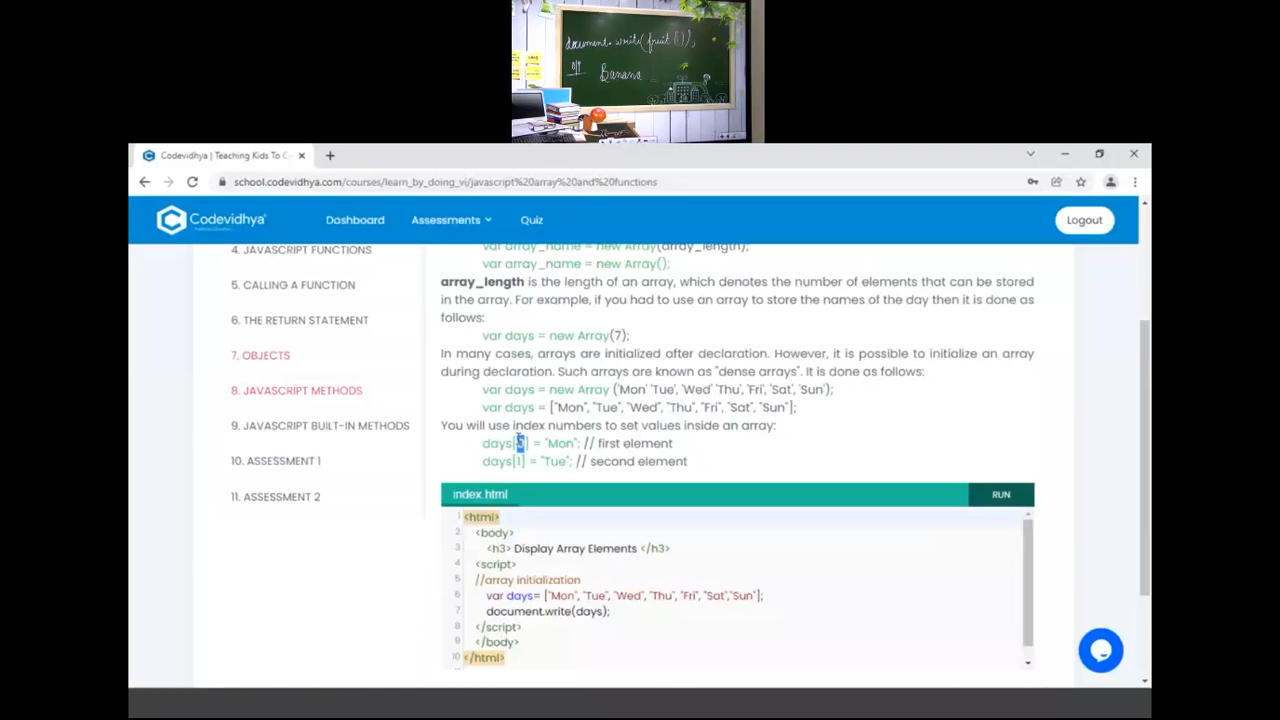 document.write(fruit[1]);
O/P
Banana
Codevidhya | Teaching Kids To C
school.codevidhya.com/courses/learn_by_doing_vi/javascript%20array%20and%20functions
Codevidhya
Dashboard
Assessments
Quiz
Logout
4. JAVASCRIPT FUNCTIONS
5. CALLING A FUNCTION
6. THE RETURN STATEMENT
7. OBJECTS
8. JAVASCRIPT METHODS
9. JAVASCRIPT BUILT-IN METHODS
10. ASSESSMENT 1
11. ASSESSMENT 2
var array_name = new Array(array_length);
var array_name = new Array();
array_length is the length of an array, which denotes the number of elements that can be stored
in the array. For example, if you had to use an array to store the names of the day then it is done as
follows:
var days = new Array(7);
In many cases, arrays are initialized after declaration. However, it is possible to initialize an array
during declaration. Such arrays are known as "dense arrays". It is done as follows:
var days = new Array ('Mon' 'Tue', 'Wed' 'Thu', 'Fri', 'Sat', 'Sun');
var days = ["Mon", "Tue", "Wed", "Thu", "Fri", "Sat", "Sun"];
You will use index numbers to set values inside an array:
days[0] = "Mon"; // first element
days[1] = "Tue"; // second element
index.html
RUN
1 <html>
2 <body>
3 <h3> Display Array Elements </h3>
4 <script>
5 //array initialization
6 var days= ["Mon", "Tue", "Wed", "Thu", "Fri", "Sat","Sun"];
7 document.write(days);
8 </script>
9 </body>
10 </html>